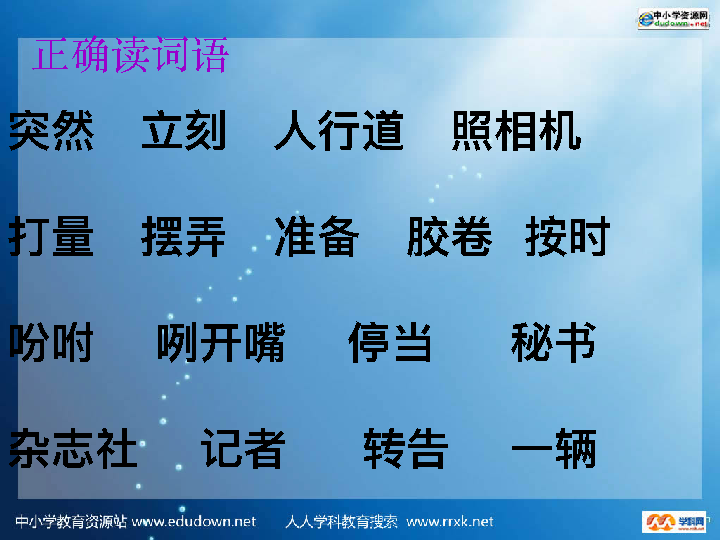 中小学资源网
edudown.net
正确读词语
突然 立刻 人行道 照相机
打量 摆弄 准备 胶卷 按时
吩咐 咧开嘴 停当 秘书
杂志社 记者 转告 一辆
中小学教育资源站 www.edudown.net 人人学科教育搜索 www.rrxk.net
学科网